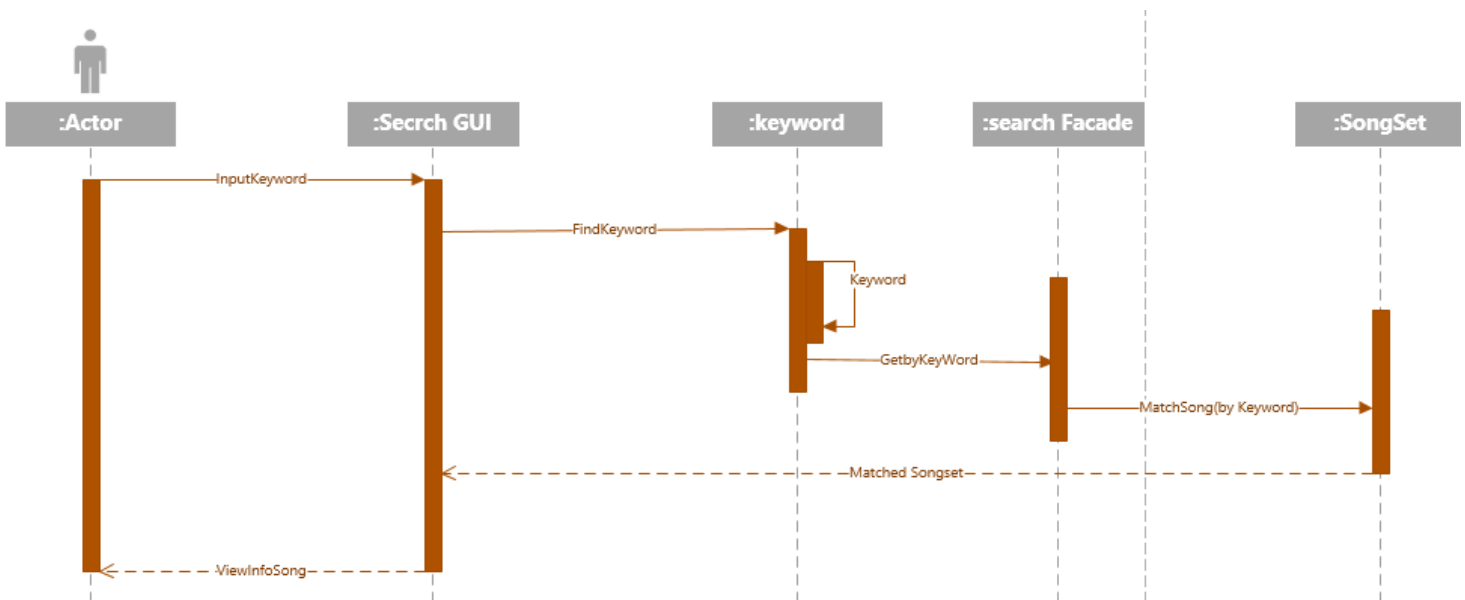 :Actor
:Secrch GUI
:keyword
:search Facade
:SongSet
InputKeyword
FindKeyword
Keyword
GetbyKeyWord
MatchSong(by Keyword)
Matched Songset
ViewInfoSong